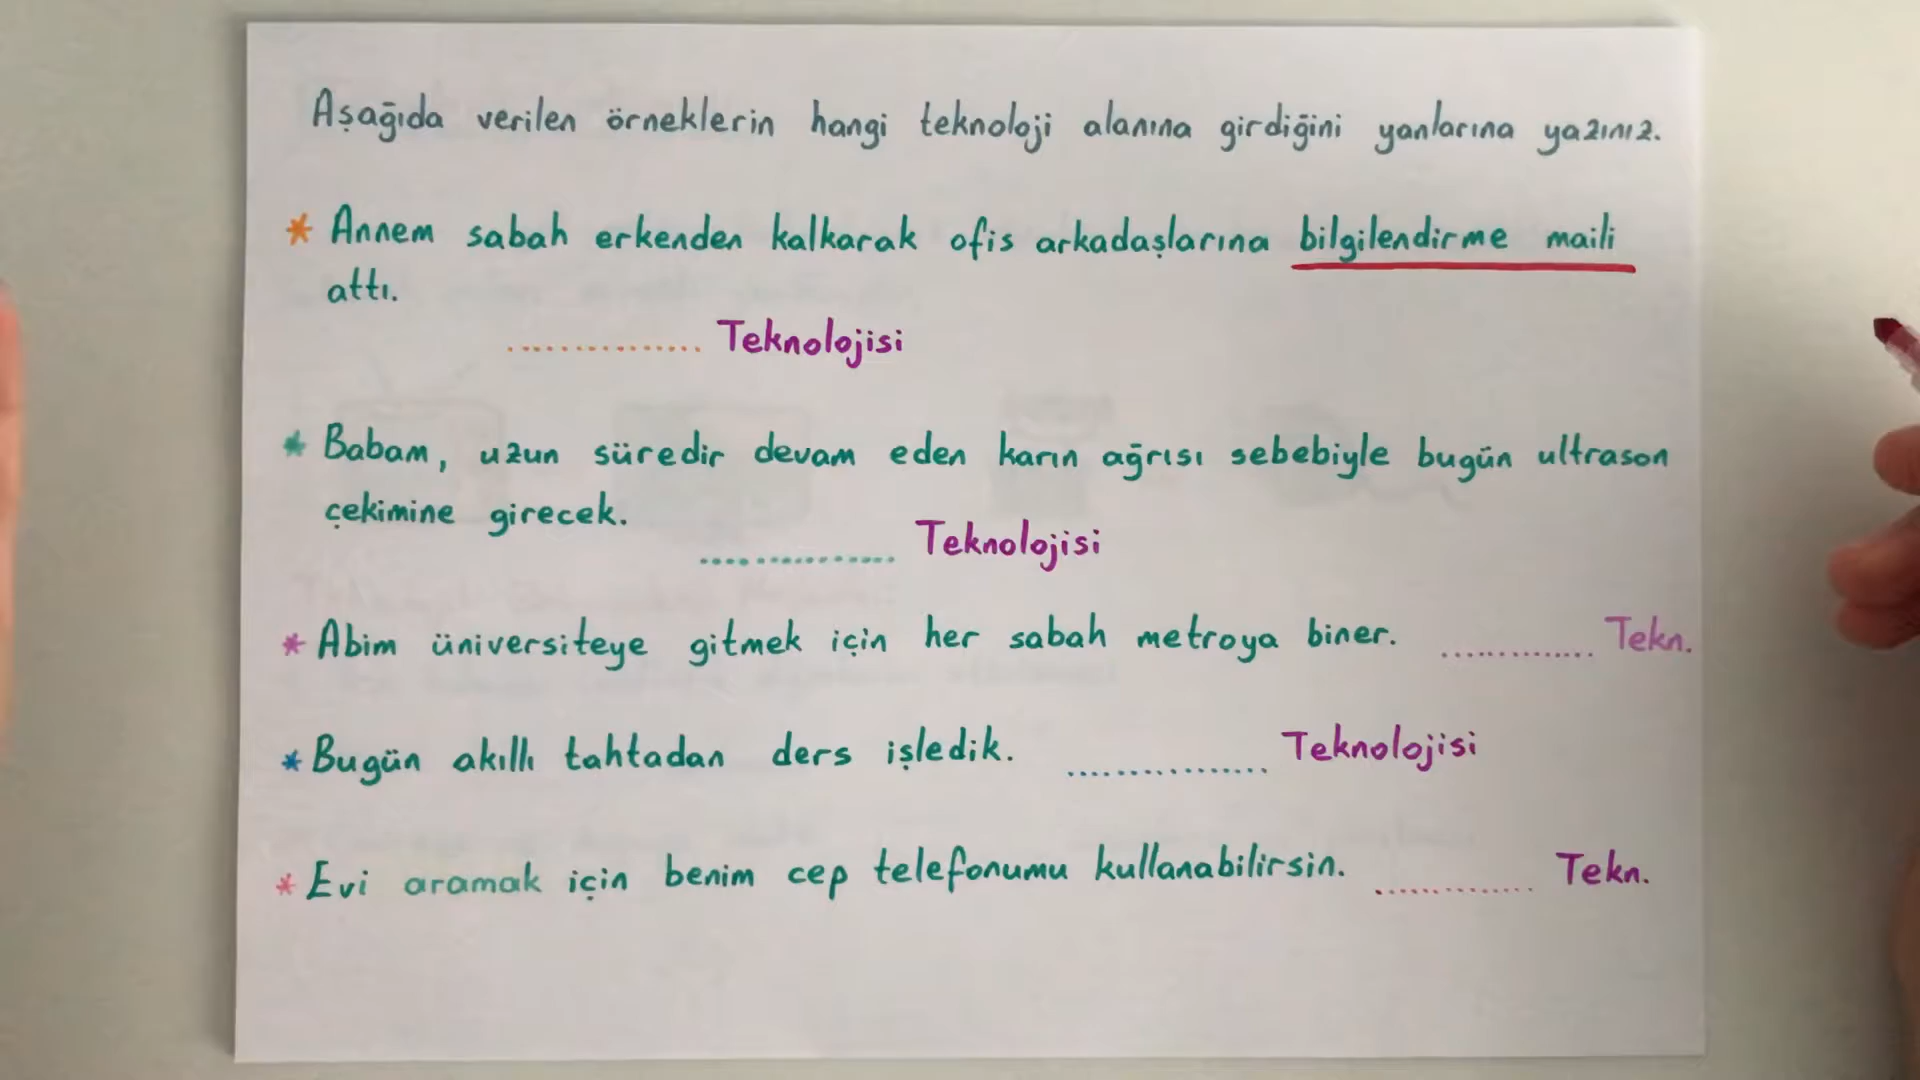 Aşağıda verilen örneklerin hangi teknoloji alanına girdiğini yanlarına yazınız.
* Annem sabah erkenden kalkarak ofis arkadaşlarına bilgilendirme maili
attı.
............... Teknolojisi
* Babam, uzun süredir devam eden karın ağrısı sebebiyle bugün ultrason
çekimine girecek.
............... Teknolojisi
* Abim üniversiteye gitmek için her sabah metroya biner. ............. Tekn.
* Bugün akıllı tahtadan ders işledik. ................ Teknolojisi
* Evi aramak için benim cep telefonumu kullanabilirsin. .............. Tekn.